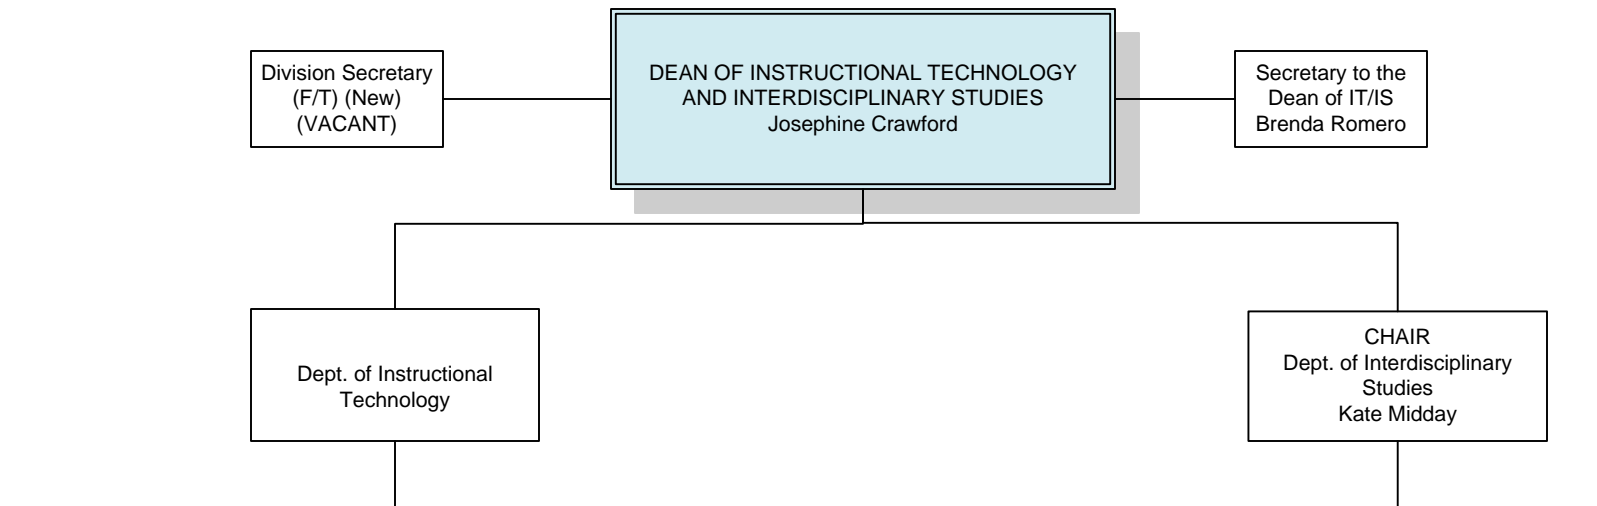 DEAN OF INSTRUCTIONAL TECHNOLOGY
AND INTERDISCIPLINARY STUDIES
Josephine Crawford
Division Secretary
(F/T) (New)
(VACANT)
Secretary to the
Dean of IT/IS
Brenda Romero
Dept. of Instructional
Technology
CHAIR
Dept. of Interdisciplinary
Studies
Kate Midday